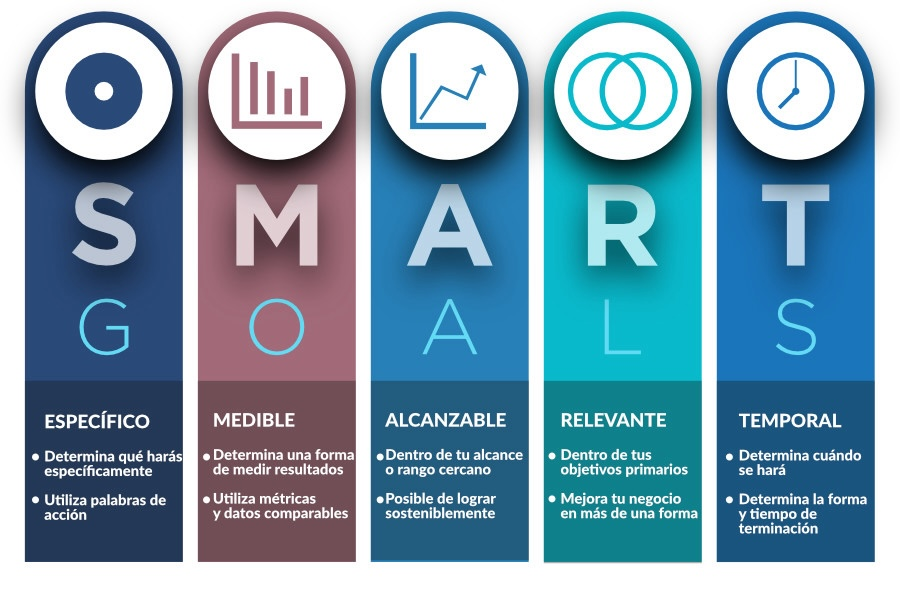 S M A R T
G O A L S
ESPECÍFICO
• Determina qué harás
específicamente
• Utiliza palabras de
acción
MEDIBLE
• Determina una forma
de medir resultados
• Utiliza métricas
y datos comparables
ALCANZABLE
• Dentro de tu alcance
o rango cercano
• Posible de lograr
sosteniblemente
RELEVANTE
• Dentro de tus
objetivos primarios
• Mejora tu negocio
en más de una forma
TEMPORAL
• Determina cuándo
se hará
• Determina la forma
y tiempo de
terminación